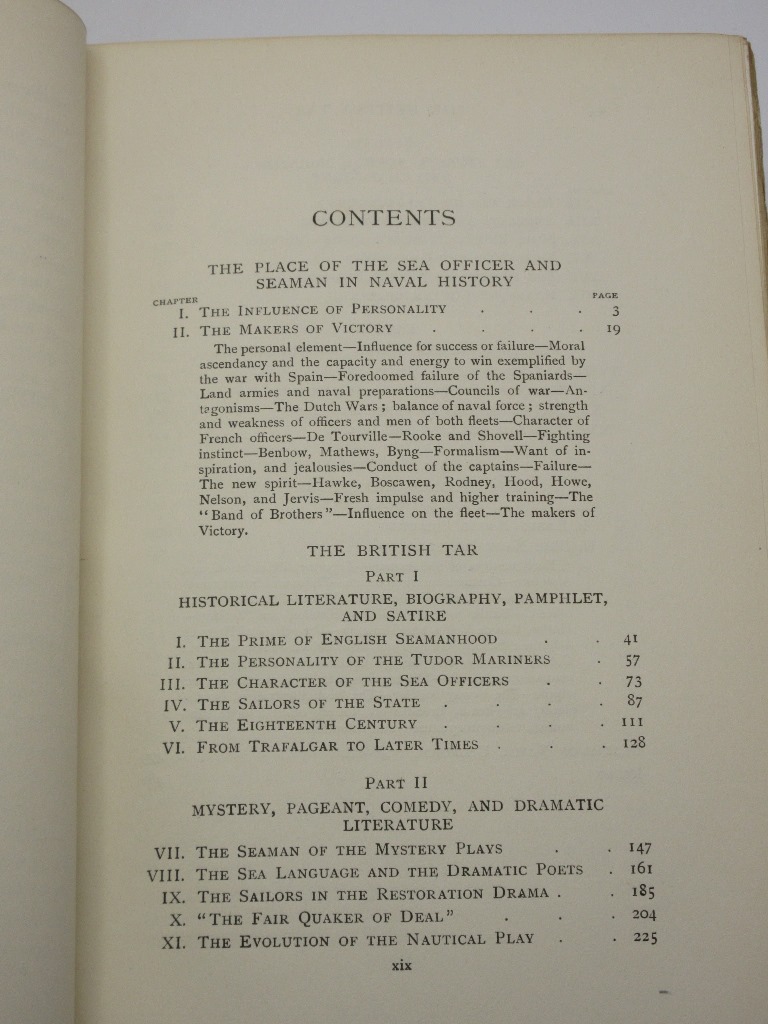 CONTENTS
THE PLACE OF THE SEA OFFICER AND
SEAMAN IN NAVAL HISTORY
CHAPTER PAGE
I. The Influence of Personality . . . 3
II. The Makers of Victory . . . . 19
The personal element—Influence for success or failure—Moral
ascendancy and the capacity and energy to win exemplified by
the war with Spain—Foredoomed failure of the Spaniards—
Land armies and naval preparations—Councils of war—An-
tagonisms—The Dutch Wars; balance of naval force; strength
and weakness of officers and men of both fleets—Character of
French officers—De Tourville—Rooke and Shovell—Fighting
instinct—Benbow, Mathews, Byng—Formalism—Want of in-
spiration, and jealousies—Conduct of the captains—Failure—
The new spirit—Hawke, Boscawen, Rodney, Hood, Howe,
Nelson, and Jervis—Fresh impulse and higher training—The
"Band of Brothers"—Influence on the fleet—The makers of
Victory.
THE BRITISH TAR
Part I
HISTORICAL LITERATURE, BIOGRAPHY, PAMPHLET,
AND SATIRE
I. The Prime of English Seamanhood . . 41
II. The Personality of the Tudor Mariners . 57
III. The Character of the Sea Officers . . 73
IV. The Sailors of the State . . . . 87
V. The Eighteenth Century . . . . 111
VI. From Trafalgar to Later Times . . . 128
Part II
MYSTERY, PAGEANT, COMEDY, AND DRAMATIC
LITERATURE
VII. The Seaman of the Mystery Plays . . 147
VIII. The Sea Language and the Dramatic Poets . 161
IX. The Sailors in the Restoration Drama . . 185
X. "The Fair Quaker of Deal" . . . 204
XI. The Evolution of the Nautical Play . . 225
xix